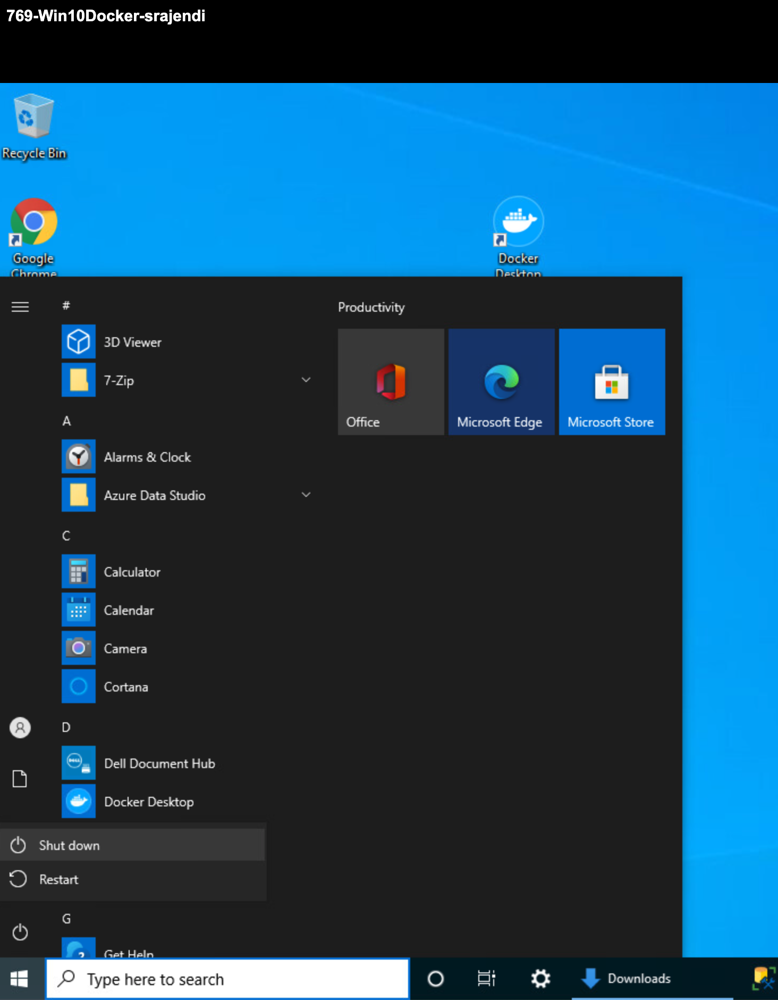 769-Win10Docker-srajendi
Recycle Bin
Google
Chrome
Docker
Desktop
#
3D Viewer
7-Zip
A
Alarms & Clock
Azure Data Studio
C
Calculator
Calendar
Camera
Cortana
D
Dell Document Hub
Docker Desktop
Shut down
Restart
G
Get Help
Productivity
Office
Microsoft Edge
Microsoft Store
Type here to search
Downloads